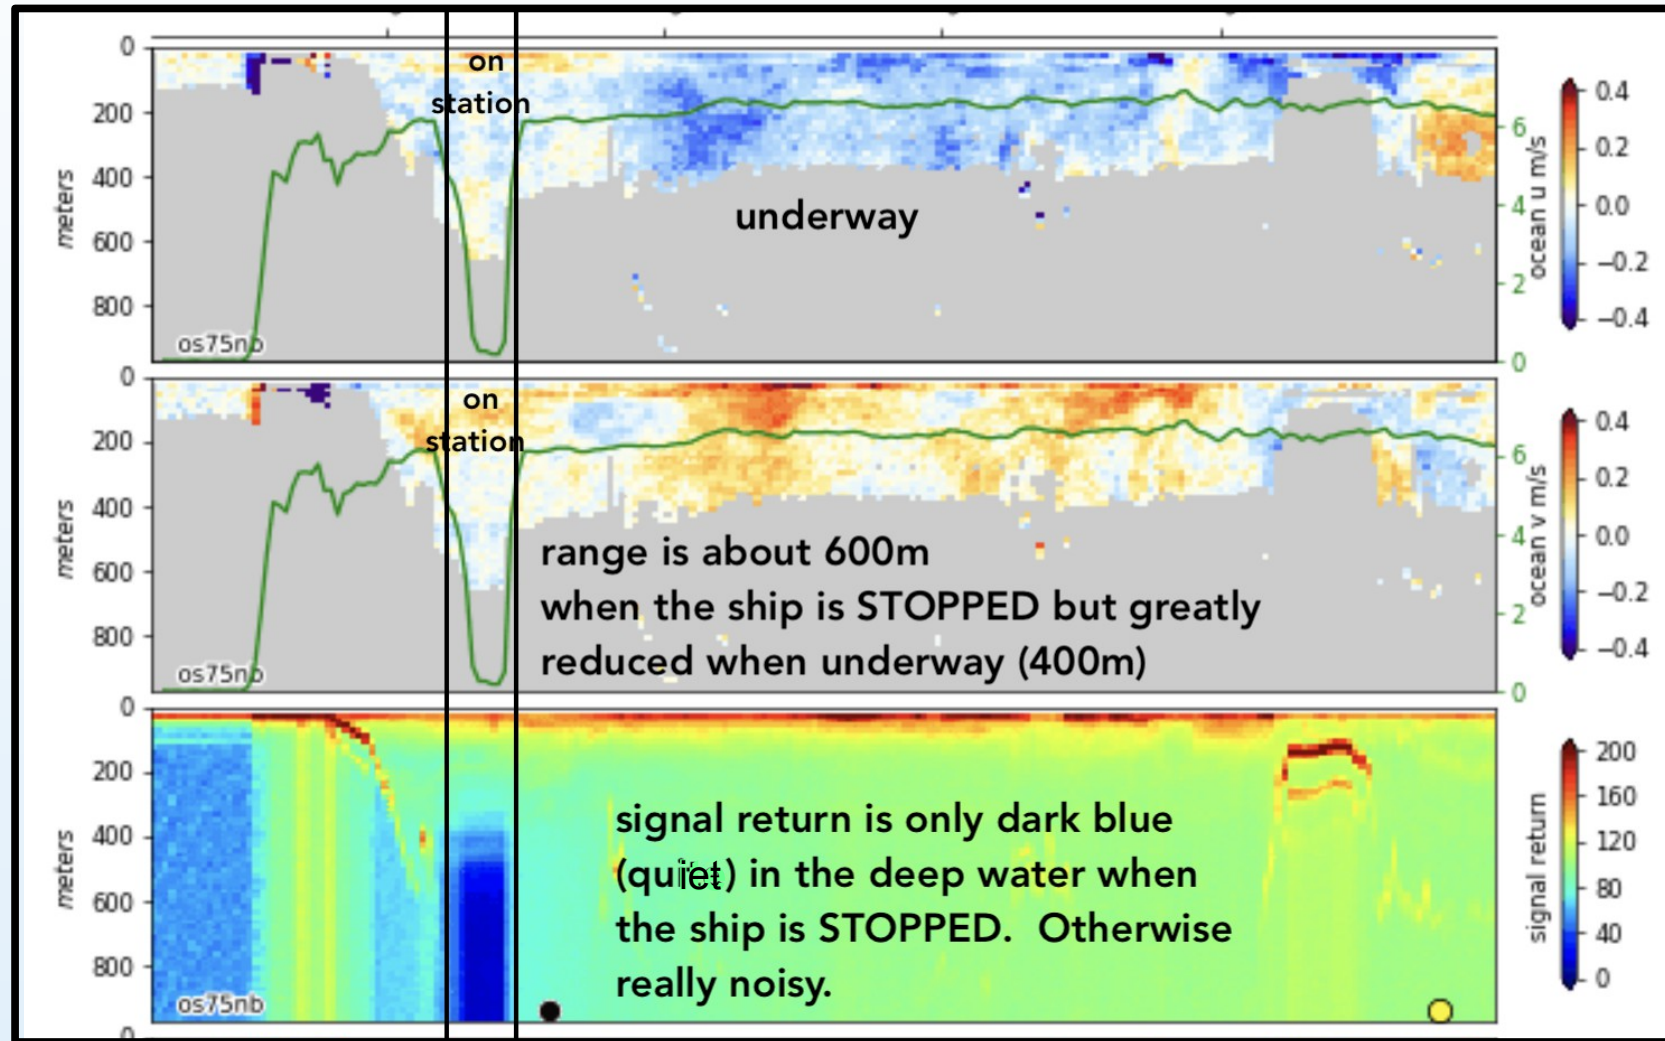 0
200
400
600
800
meters
on
station
underway
os75nb
6
4
2
0
ocean u m/s
0.4
0.2
0.0
−0.2
−0.4
0
200
400
600
800
meters
on
station
range is about 600m
when the ship is STOPPED but greatly
reduced when underway (400m)
os75nb
6
4
2
0
ocean v m/s
0.4
0.2
0.0
−0.2
−0.4
0
200
400
600
800
meters
signal return is only dark blue
(quiet) in the deep water when
the ship is STOPPED. Otherwise
really noisy.
os75nb
signal return
200
160
120
80
40
0